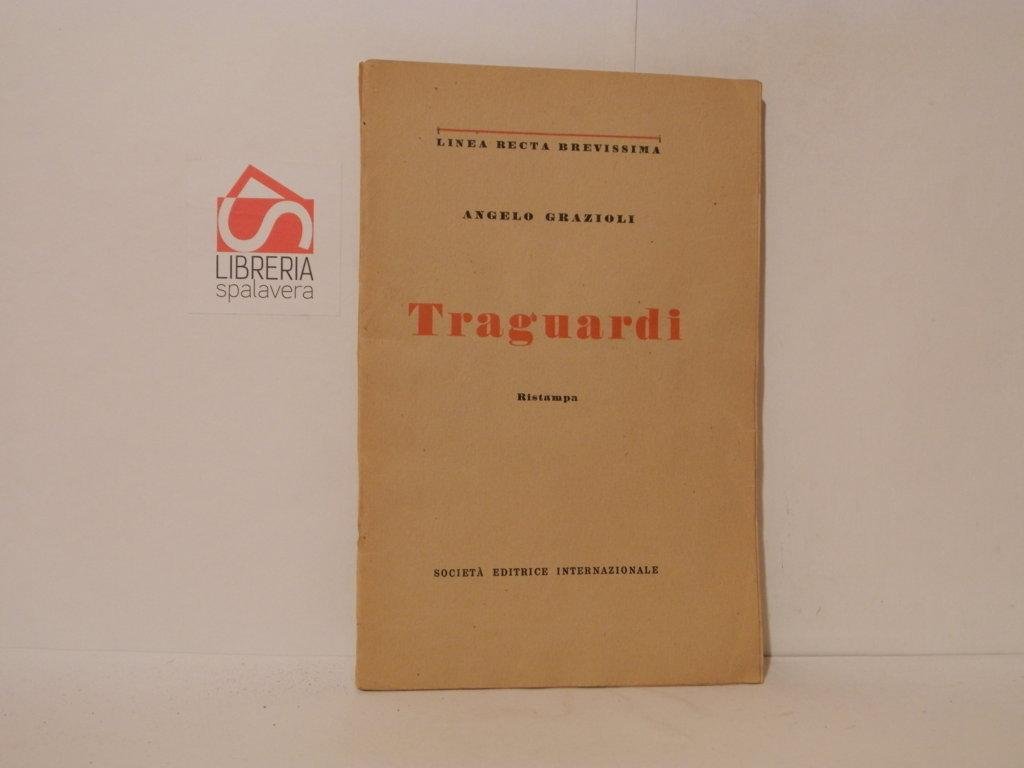 LINEA RECTA BREVISSIMA
ANGELO GRAZIOLI
Traguardi
Ristampa
SOCIETÀ EDITRICE INTERNAZIONALE
LIBRERIA
spalavera